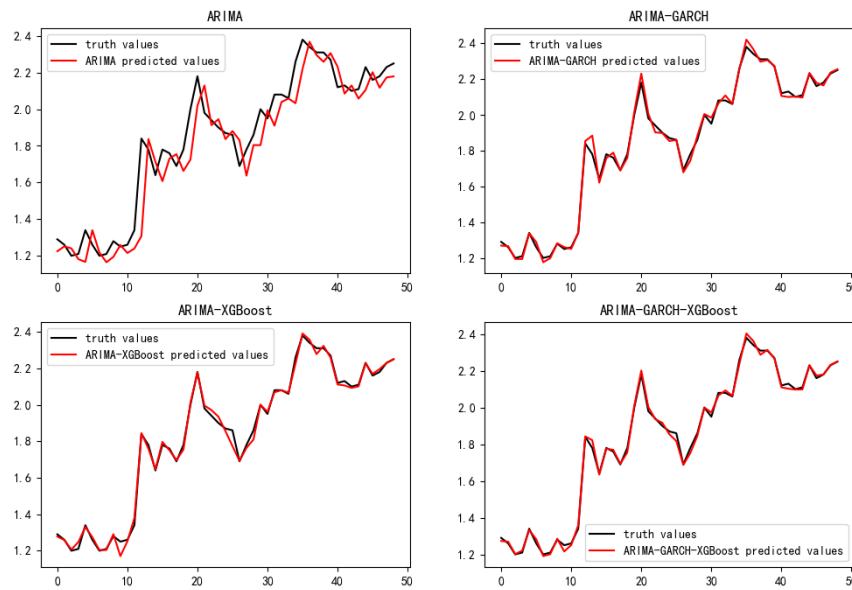 ARIMA
truth values
ARIMA predicted values
2.4
2.2
2.0
1.8
1.6
1.4
1.2
0 10 20 30 40 50
ARIMA-GARCH
truth values
ARIMA-GARCH predicted values
2.4
2.2
2.0
1.8
1.6
1.4
1.2
0 10 20 30 40 50
ARIMA-XGBoost
truth values
ARIMA-XGBoost predicted values
2.4
2.2
2.0
1.8
1.6
1.4
1.2
0 10 20 30 40 50
ARIMA-GARCH-XGBoost
2.4
2.2
2.0
1.8
1.6
1.4
1.2
truth values
ARIMA-GARCH-XGBoost predicted values
0 10 20 30 40 50